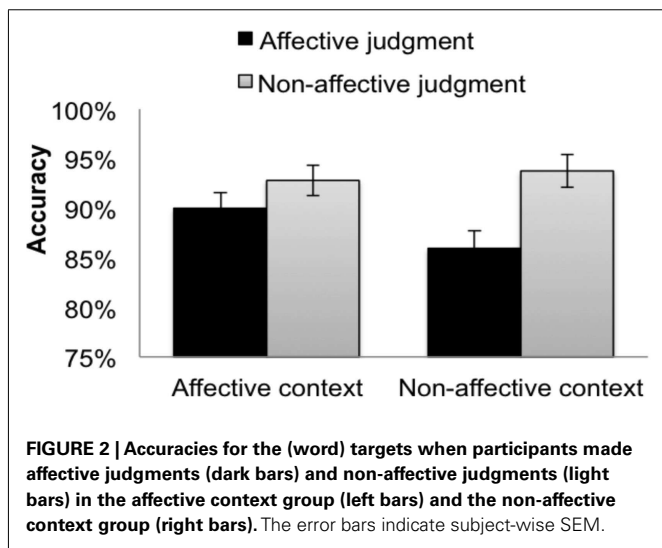 Affective judgment
Non-affective judgment
100%
95%
90%
85%
80%
75%
Accuracy
Affective context Non-affective context
FIGURE 2 | Accuracies for the (word) targets when participants made
affective judgments (dark bars) and non-affective judgments (light
bars) in the affective context group (left bars) and the non-affective
context group (right bars). The error bars indicate subject-wise SEM.